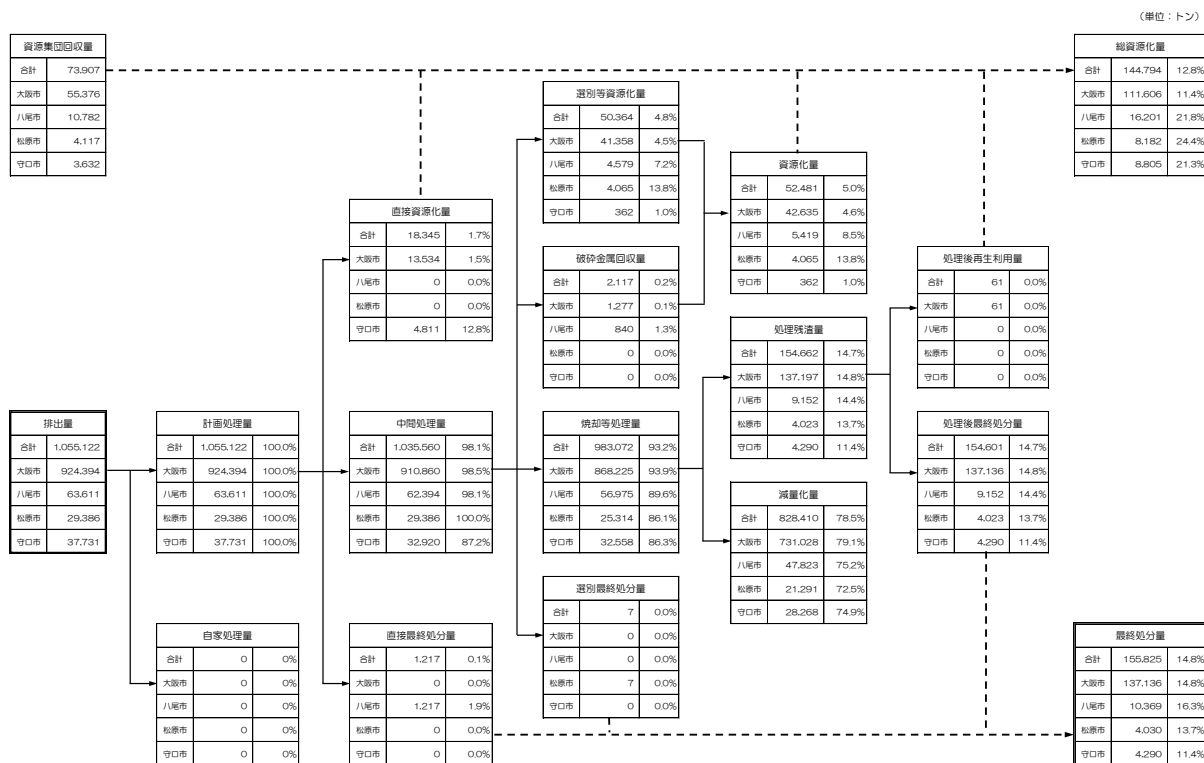 (単位:トン)
資源集団回収量
合計 73,907
大阪市 55,376
八尾市 10,782
松原市 4,117
守口市 3,632
総資源化量
合計 144,794 12.8%
大阪市 111,606 11.4%
八尾市 16,201 21.8%
松原市 8,182 24.4%
守口市 8,805 21.3%
選別等資源化量
合計 50,364 4.8%
大阪市 41,358 4.5%
八尾市 4,579 7.2%
松原市 4,065 13.8%
守口市 362 1.0%
資源化量
合計 52,481 5.0%
大阪市 42,635 4.6%
八尾市 5,419 8.5%
松原市 4,065 13.8%
守口市 362 1.0%
直接資源化量
合計 18,345 1.7%
大阪市 13,534 1.5%
八尾市 0 0.0%
松原市 0 0.0%
守口市 4,811 12.8%
破砕金属回収量
合計 2,117 0.2%
大阪市 1,277 0.1%
八尾市 840 1.3%
松原市 0 0.0%
守口市 0 0.0%
処理後再生利用量
合計 61 0.0%
大阪市 61 0.0%
八尾市 0 0.0%
松原市 0 0.0%
守口市 0 0.0%
処理残渣量
合計 154,662 14.7%
大阪市 137,197 14.8%
八尾市 9,152 14.4%
松原市 4,023 13.7%
守口市 4,290 11.4%
排出量
合計 1,055,122
大阪市 924,394
八尾市 63,611
松原市 29,386
守口市 37,731
計画処理量
合計 1,055,122 100.0%
大阪市 924,394 100.0%
八尾市 63,611 100.0%
松原市 29,386 100.0%
守口市 37,731 100.0%
中間処理量
合計 1,035,560 98.1%
大阪市 910,860 98.5%
八尾市 62,394 98.1%
松原市 29,386 100.0%
守口市 32,920 87.2%
焼却等処理量
合計 983,072 93.2%
大阪市 868,225 93.9%
八尾市 56,975 89.6%
松原市 25,314 86.1%
守口市 32,558 86.3%
処理後最終処分量
合計 154,601 14.7%
大阪市 137,136 14.8%
八尾市 9,152 14.4%
松原市 4,023 13.7%
守口市 4,290 11.4%
減量化量
合計 828,410 78.5%
大阪市 731,028 79.1%
八尾市 47,823 75.2%
松原市 21,291 72.5%
守口市 28,268 74.9%
選別最終処分量
合計 7 0.0%
大阪市 0 0.0%
八尾市 0 0.0%
松原市 7 0.0%
守口市 0 0.0%
自家処理量
合計 0 0%
大阪市 0 0%
八尾市 0 0%
松原市 0 0%
守口市 0 0%
直接最終処分量
合計 1,217 0.1%
大阪市 0 0.0%
八尾市 1,217 1.9%
松原市 0 0.0%
守口市 0 0.0%
最終処分量
合計 155,825 14.8%
大阪市 137,136 14.8%
八尾市 10,369 16.3%
松原市 4,030 13.7%
守口市 4,290 11.4%